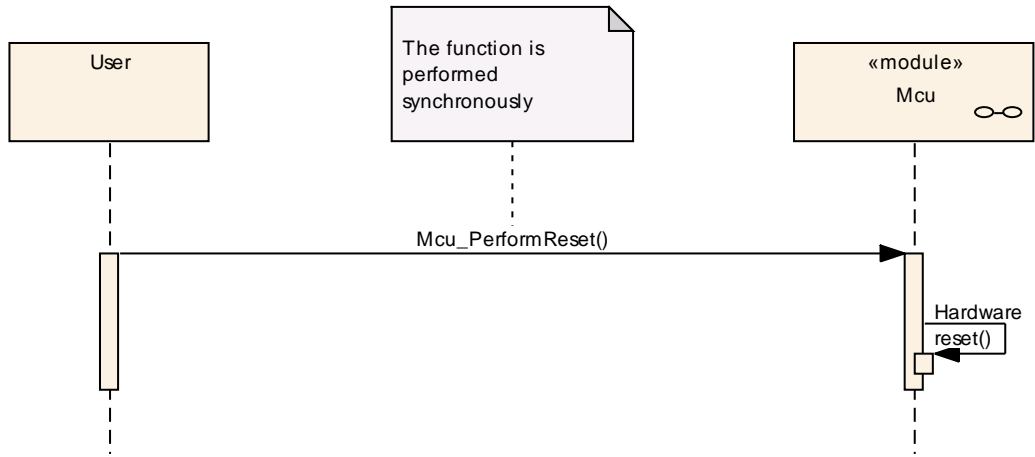 User
The function is
performed
synchronously
«module»
Mcu
Mcu_PerformReset()
Hardware
reset()